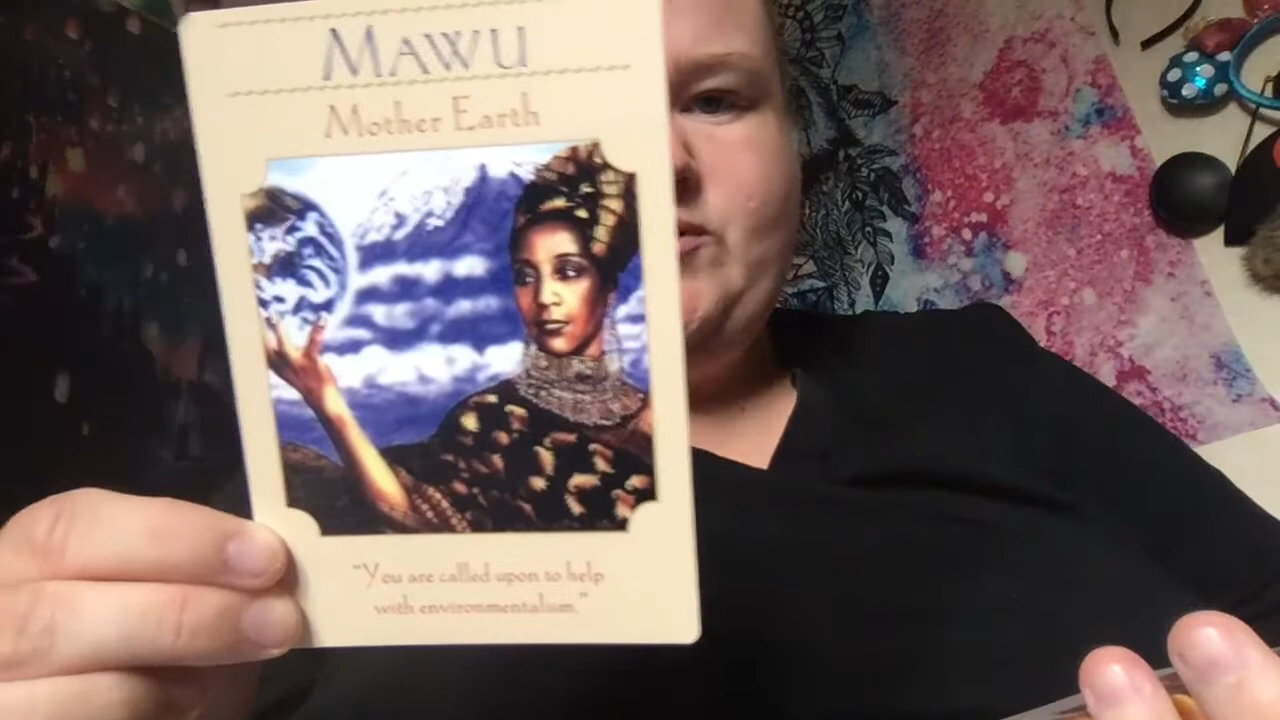 MAWU
Mother Earth
"You are called upon to help
with environmentalism."